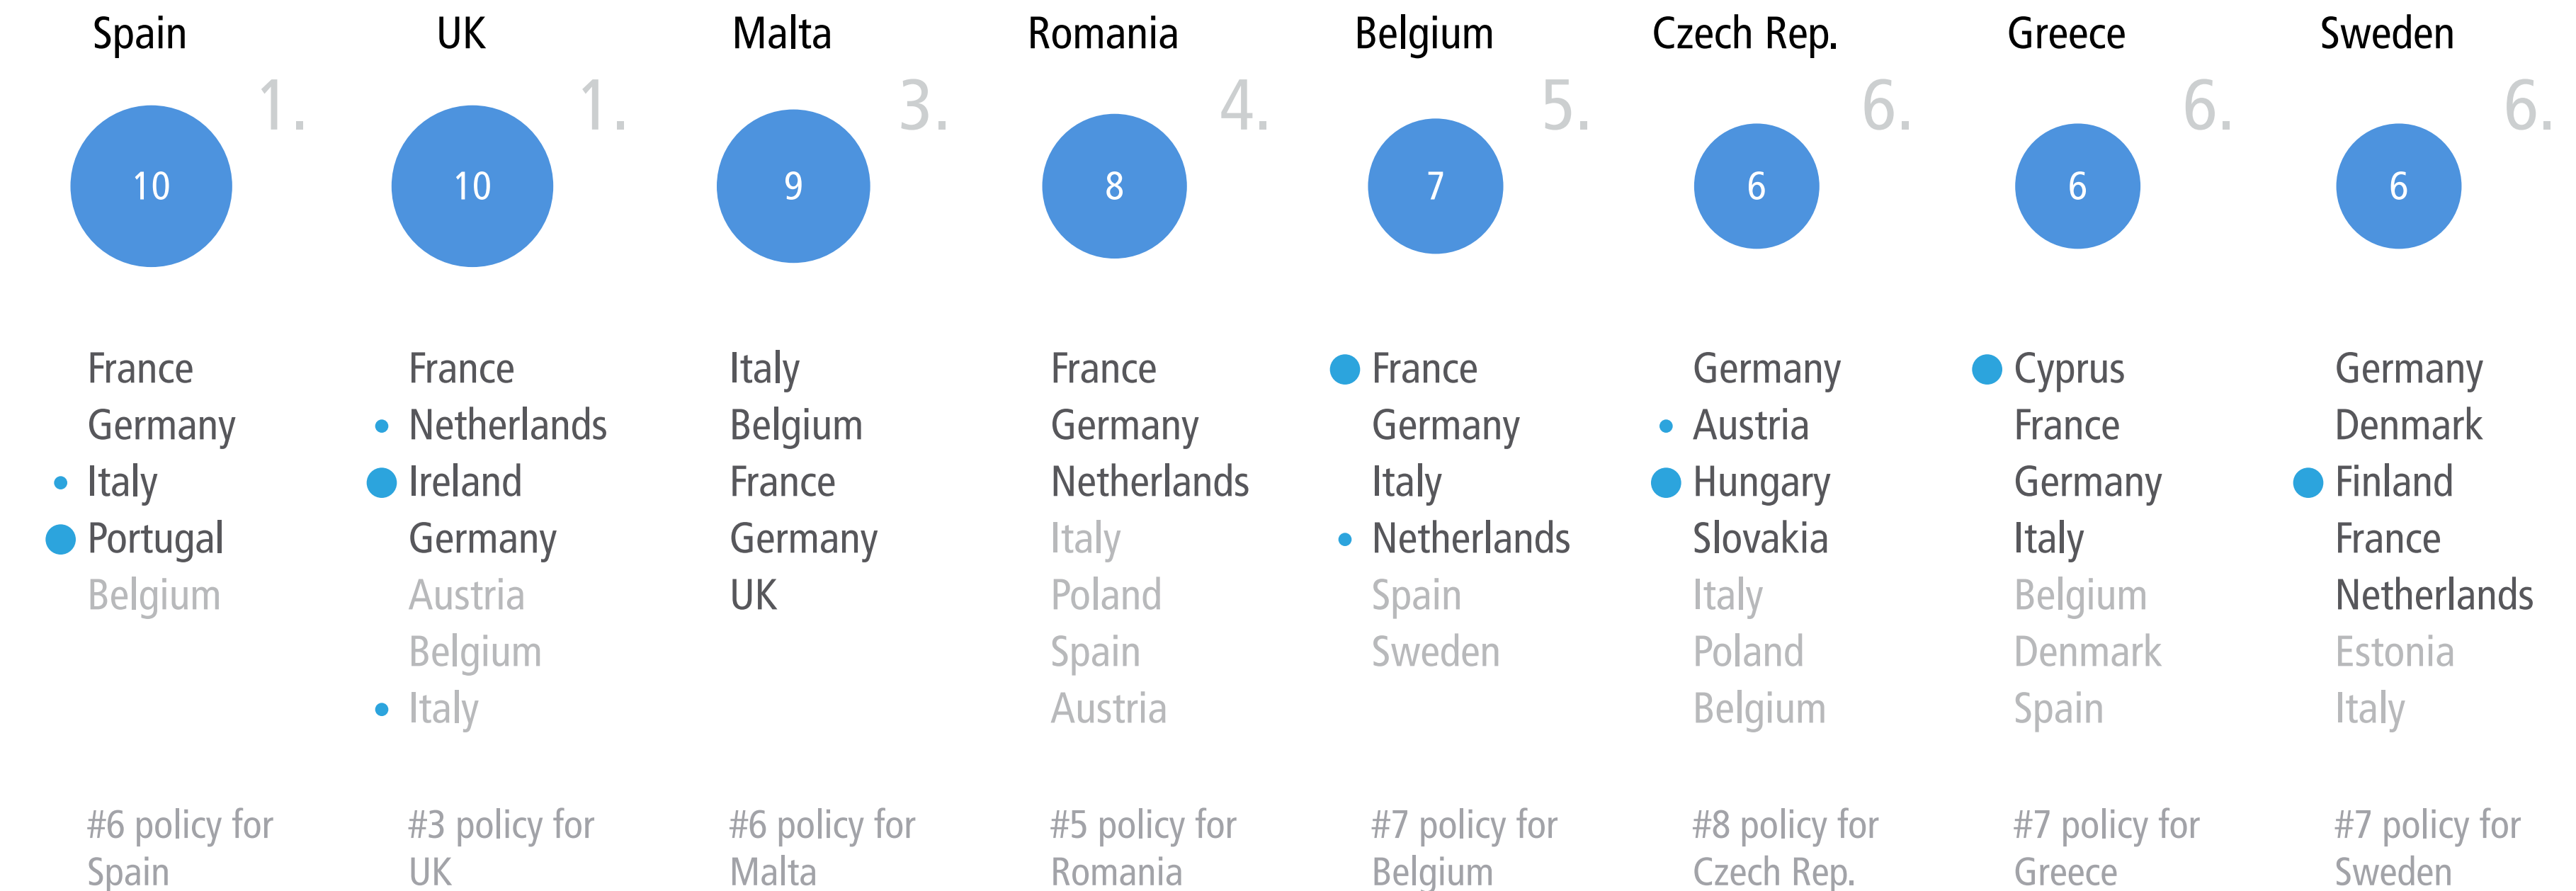 Spain UK Malta Romania Belgium Czech Rep. Greece Sweden
1. 1. 3. 4. 5. 6. 6. 6.
10 10 9 8 7 6 6 6
France France Italy France France Germany Cyprus Germany
Germany Netherlands Belgium Germany Germany Austria France Denmark
Italy Ireland France Netherlands Italy Hungary Germany Finland
Portugal Germany Germany Italy Netherlands Slovakia Italy France
Belgium Austria UK Poland Spain Italy Belgium Netherlands
Belgium Spain Sweden Poland Denmark Estonia
Italy Austria Belgium Spain Italy
#6 policy for #3 policy for #6 policy for #5 policy for #7 policy for #8 policy for #7 policy for #7 policy for
Spain UK Malta Romania Belgium Czech Rep. Greece Sweden